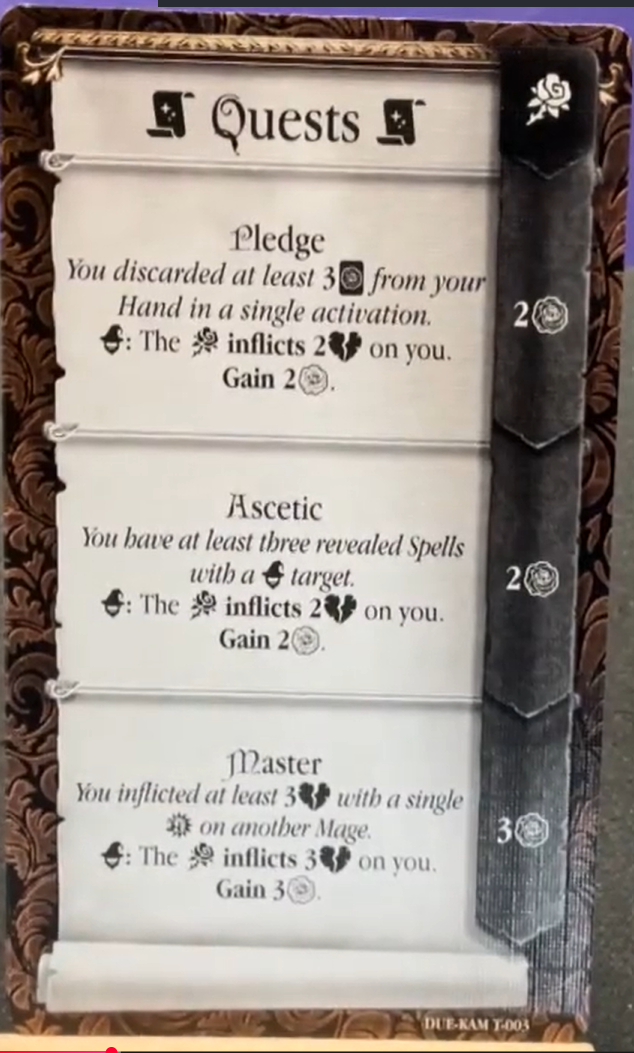 Quests
Pledge
You discarded at least 3 from your
Hand in a single activation.
: The inflicts 2 on you.
Gain 2.
2
Ascetic
You have at least three revealed Spells
with a target.
: The inflicts 2 on you.
Gain 2.
2
Master
You inflicted at least 3 with a single
on another Mage.
: The inflicts 3 on you.
Gain 3.
3
DUE-KAM T-003